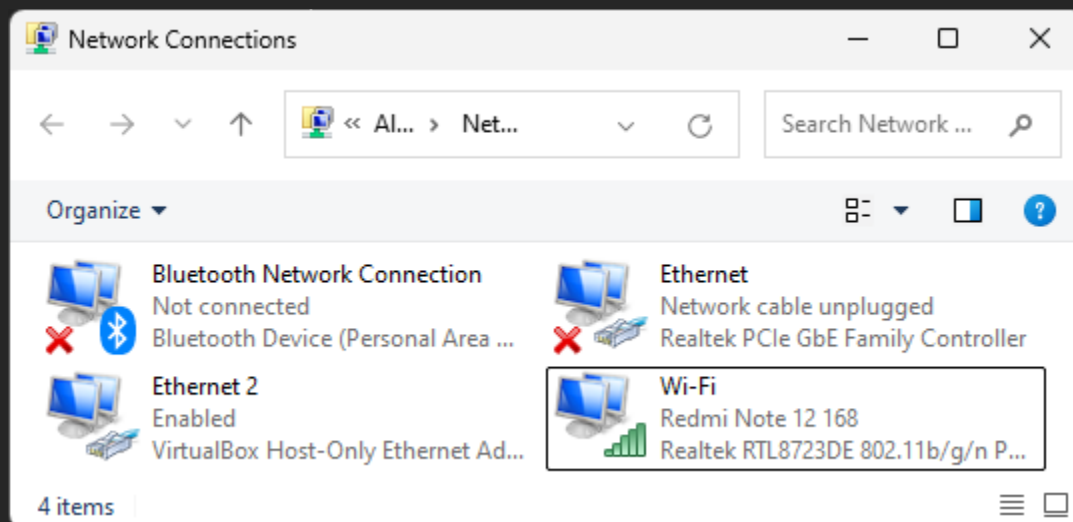 Network Connections
« Al... › Net...
Search Network ...
Organize
Bluetooth Network Connection
Not connected
Bluetooth Device (Personal Area ...
Ethernet
Network cable unplugged
Realtek PCIe GbE Family Controller
Ethernet 2
Enabled
VirtualBox Host-Only Ethernet Ad...
Wi-Fi
Redmi Note 12 168
Realtek RTL8723DE 802.11b/g/n P...
4 items